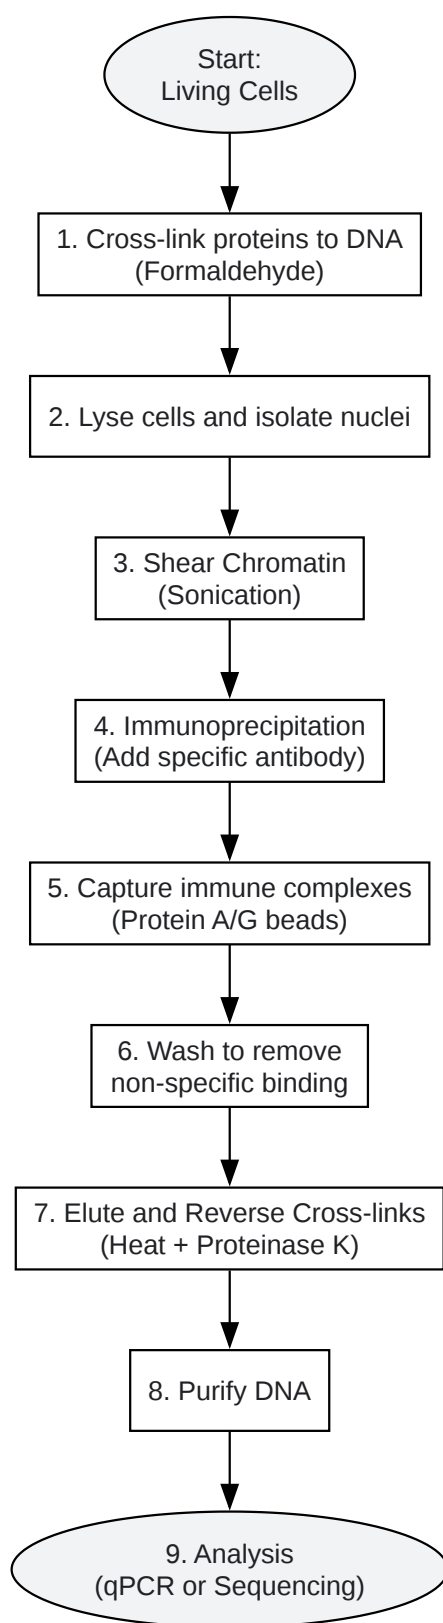 Start:
Living Cells
1. Cross-link proteins to DNA
(Formaldehyde)
2. Lyse cells and isolate nuclei
3. Shear Chromatin
(Sonication)
4. Immunoprecipitation
(Add specific antibody)
5. Capture immune complexes
(Protein A/G beads)
6. Wash to remove
non-specific binding
7. Elute and Reverse Cross-links
(Heat + Proteinase K)
8. Purify DNA
9. Analysis
(qPCR or Sequencing)